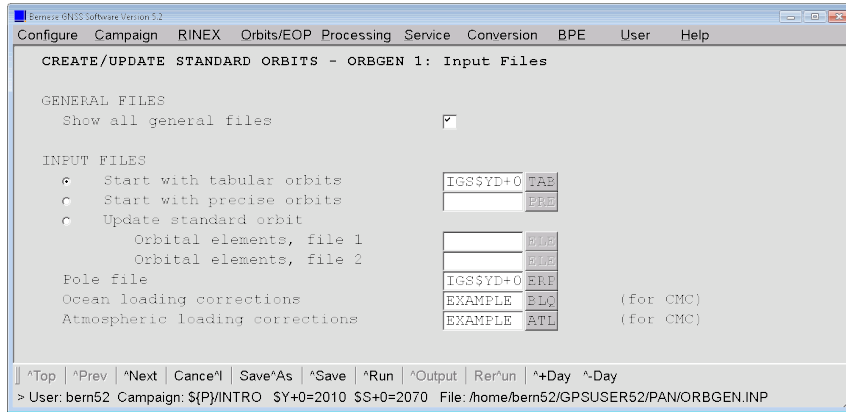 Bernese GNSS Software Version 5.2
Configure Campaign RINEX Orbits/EOP Processing Service Conversion BPE User Help
CREATE/UPDATE STANDARD ORBITS - ORBGEN 1: Input Files
GENERAL FILES
Show all general files
INPUT FILES
Start with tabular orbits IGS$YD+0 TAB
Start with precise orbits PRE
Update standard orbit
Orbital elements, file 1 ELE
Orbital elements, file 2 ELE
Pole file IGS$YD+0 ERP
Ocean loading corrections EXAMPLE BLQ (for CMC)
Atmospheric loading corrections EXAMPLE ATL (for CMC)
^Top | ^Prev | ^Next | Cance^l | Save^As | ^Save | ^Run | ^Output | Rer^un | ^+Day ^-Day
> User: bern52 Campaign: ${P}/INTRO $Y+0=2010 $S+0=2070 File: /home/bern52/GPSUSER52/PAN/ORBGEN.INP